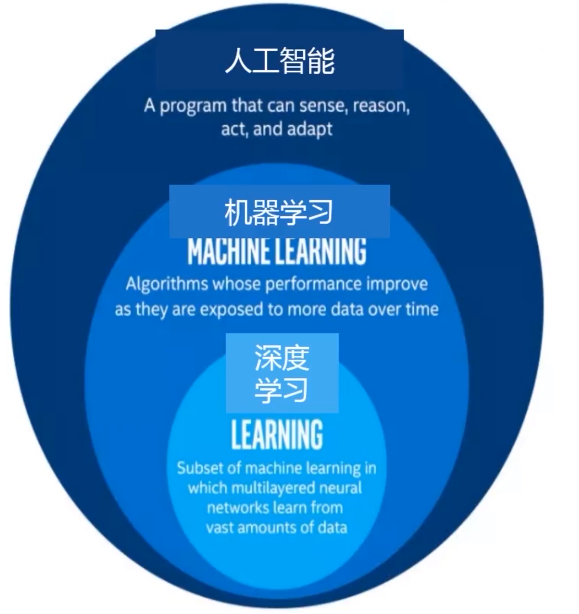 人工智能
A program that can sense, reason,
act, and adapt
机器学习
MACHINE LEARNING
Algorithms whose performance improve
as they are exposed to more data over time
深度
学习
LEARNING
Subset of machine learning in
which multilayered neural
networks learn from
vast amounts of data